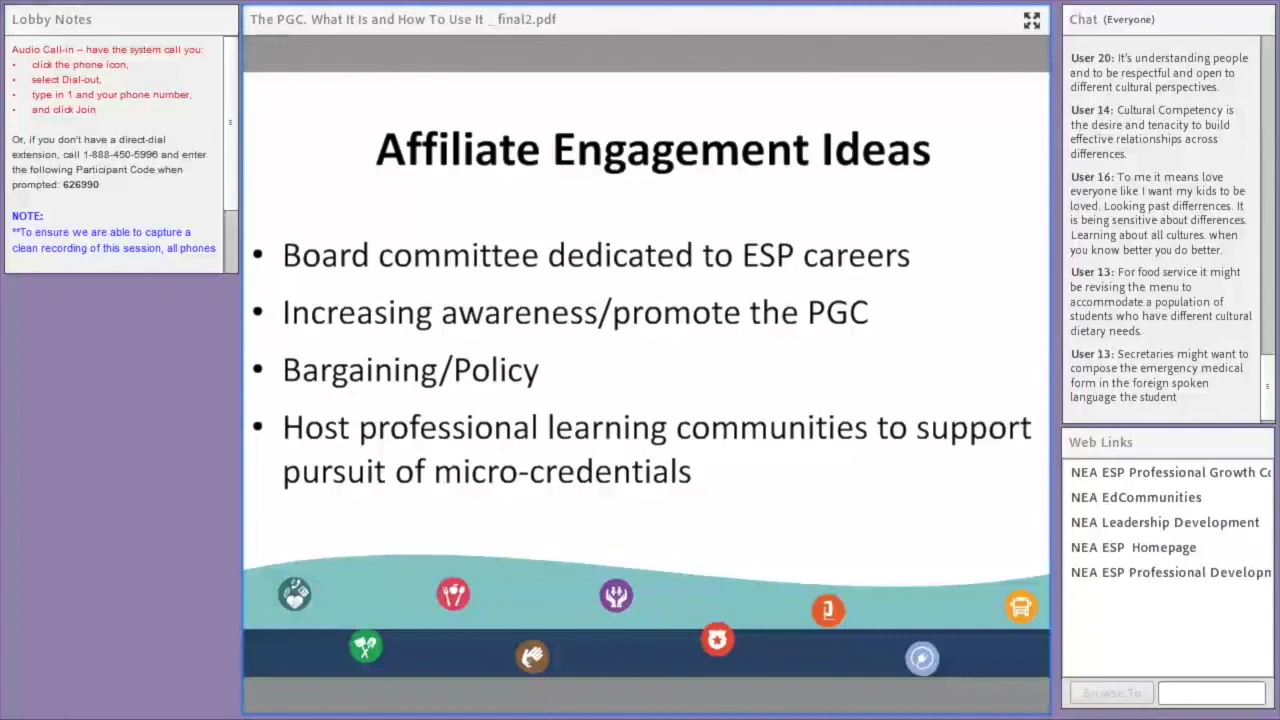 Lobby Notes
Audio Call-in – have the system call you:
• click the phone icon,
• select Dial-out,
• type in 1 and your phone number,
• and click Join
Or, if you don't have a direct-dial
extension, call 1-888-450-5996 and enter
the following Participant Code when
prompted: 626990
NOTE:
**To ensure we are able to capture a
clean recording of this session, all phones
The PGC. What It Is and How To Use It _ final2.pdf
Affiliate Engagement Ideas
• Board committee dedicated to ESP careers
• Increasing awareness/promote the PGC
• Bargaining/Policy
• Host professional learning communities to support
pursuit of micro-credentials
Chat (Everyone)
User 20: It's understanding people
and to be respectful and open to
different cultural perspectives.
User 14: Cultural Competency is
the desire and tenacity to build
effective relationships across
differences.
User 16: To me it means love
everyone like I want my kids to be
loved. Looking past differences. It
is being sensitive about differences.
Learning about all cultures. when
you know better you do better.
User 13: For food service it might
be revising the menu to
accommodate a population of
students who have different cultural
dietary needs.
User 13: Secretaries might want to
compose the emergency medical
form in the foreign spoken
language the student
Web Links
NEA ESP Professional Growth Co
NEA EdCommunities
NEA Leadership Development
NEA ESP Homepage
NEA ESP Professional Developn
Browse To